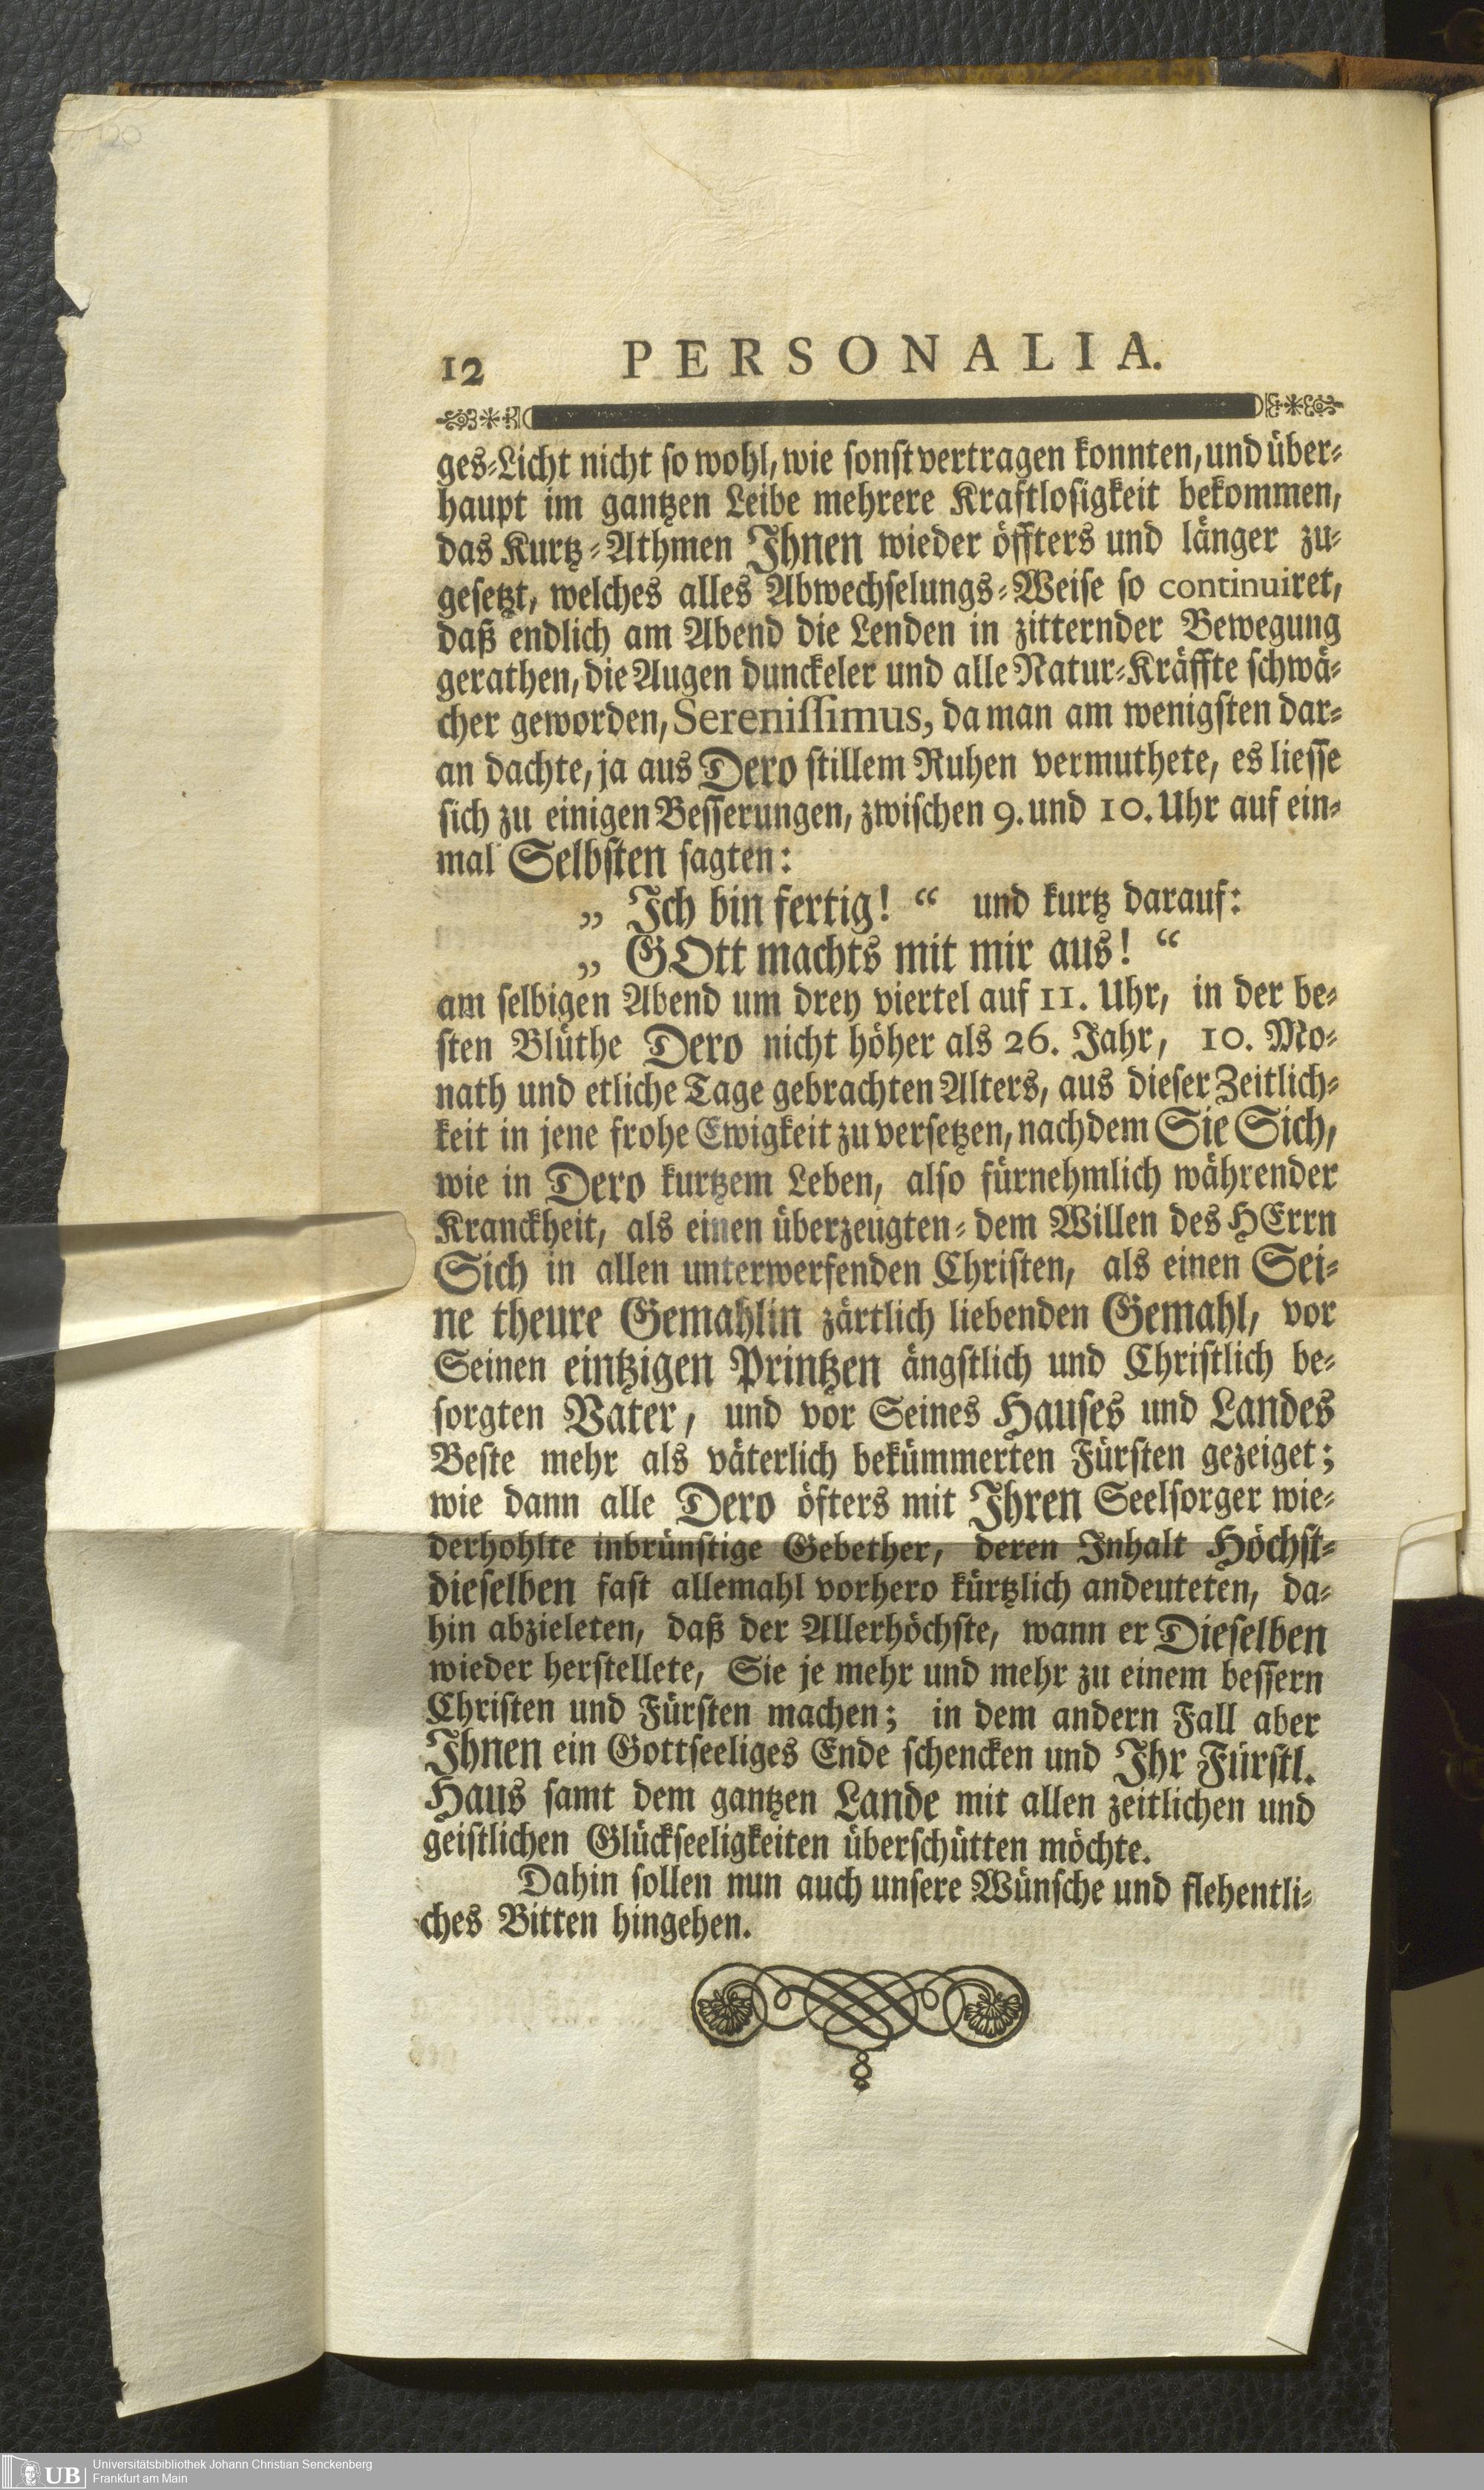 12 PERSONALIA.
ges-Licht nicht so wohl, wie sonst vertragen konnten, und über-
haupt im gantzen Leibe mehrere Kraftlosigkeit bekommen,
das Kurtz-Athmen Ihnen wieder öffters und länger zu-
gesetzt, welches alles Abwechselungs-Weise so continuiret,
daß endlich am Abend die Lenden in zitternder Bewegung
gerathen, die Augen dunckeler und alle Natur-Kräffte schwä-
cher geworden, Serenissimus, da man am wenigsten dar-
an dachte, ja aus Dero stillem Ruhen vermuthete, es liesse
sich zu einigen Besserungen, zwischen 9. und 10. Uhr auf ein-
mal Selbsten sagten:
„ Ich bin fertig! “ und kurtz darauf:
„ GOtt machts mit mir aus! “
am selbigen Abend um drey viertel auf 11. Uhr, in der be-
sten Blüthe Dero nicht höher als 26. Jahr, 10. Mo-
nath und etliche Tage gebrachten Alters, aus dieser Zeitlich-
keit in jene frohe Ewigkeit zu versetzen, nachdem Sie Sich,
wie in Dero kurtzem Leben, also fürnehmlich währender
Kranckheit, als einen überzeugten- dem Willen des HErrn
Sich in allen unterwerfenden Christen, als einen Sei-
ne theure Gemahlin zärtlich liebenden Gemahl, vor
Seinen eintzigen Printzen ängstlich und Christlich be-
sorgten Vater, und vor Seines Hauses und Landes
Beste mehr als väterlich bekümmerten Fürsten gezeiget;
wie dann alle Dero öfters mit Ihren Seelsorger wie-
derhohlte inbrünstige Gebether, deren Inhalt Höchst-
dieselben fast allemahl vorhero kürtzlich andeuteten, da-
hin abzieleten, daß der Allerhöchste, wann er Dieselben
wieder herstellete, Sie je mehr und mehr zu einem bessern
Christen und Fürsten machen; in dem andern Fall aber
Ihnen ein Gottseeliges Ende schencken und Ihr Fürstl.
Haus samt dem gantzen Lande mit allen zeitlichen und
geistlichen Glückseeligkeiten überschütten möchte.
Dahin sollen nun auch unsere Wünsche und flehentli-
ches Bitten hingehen.
UB Universitätsbibliothek Johann Christian Senckenberg
Frankfurt am Main